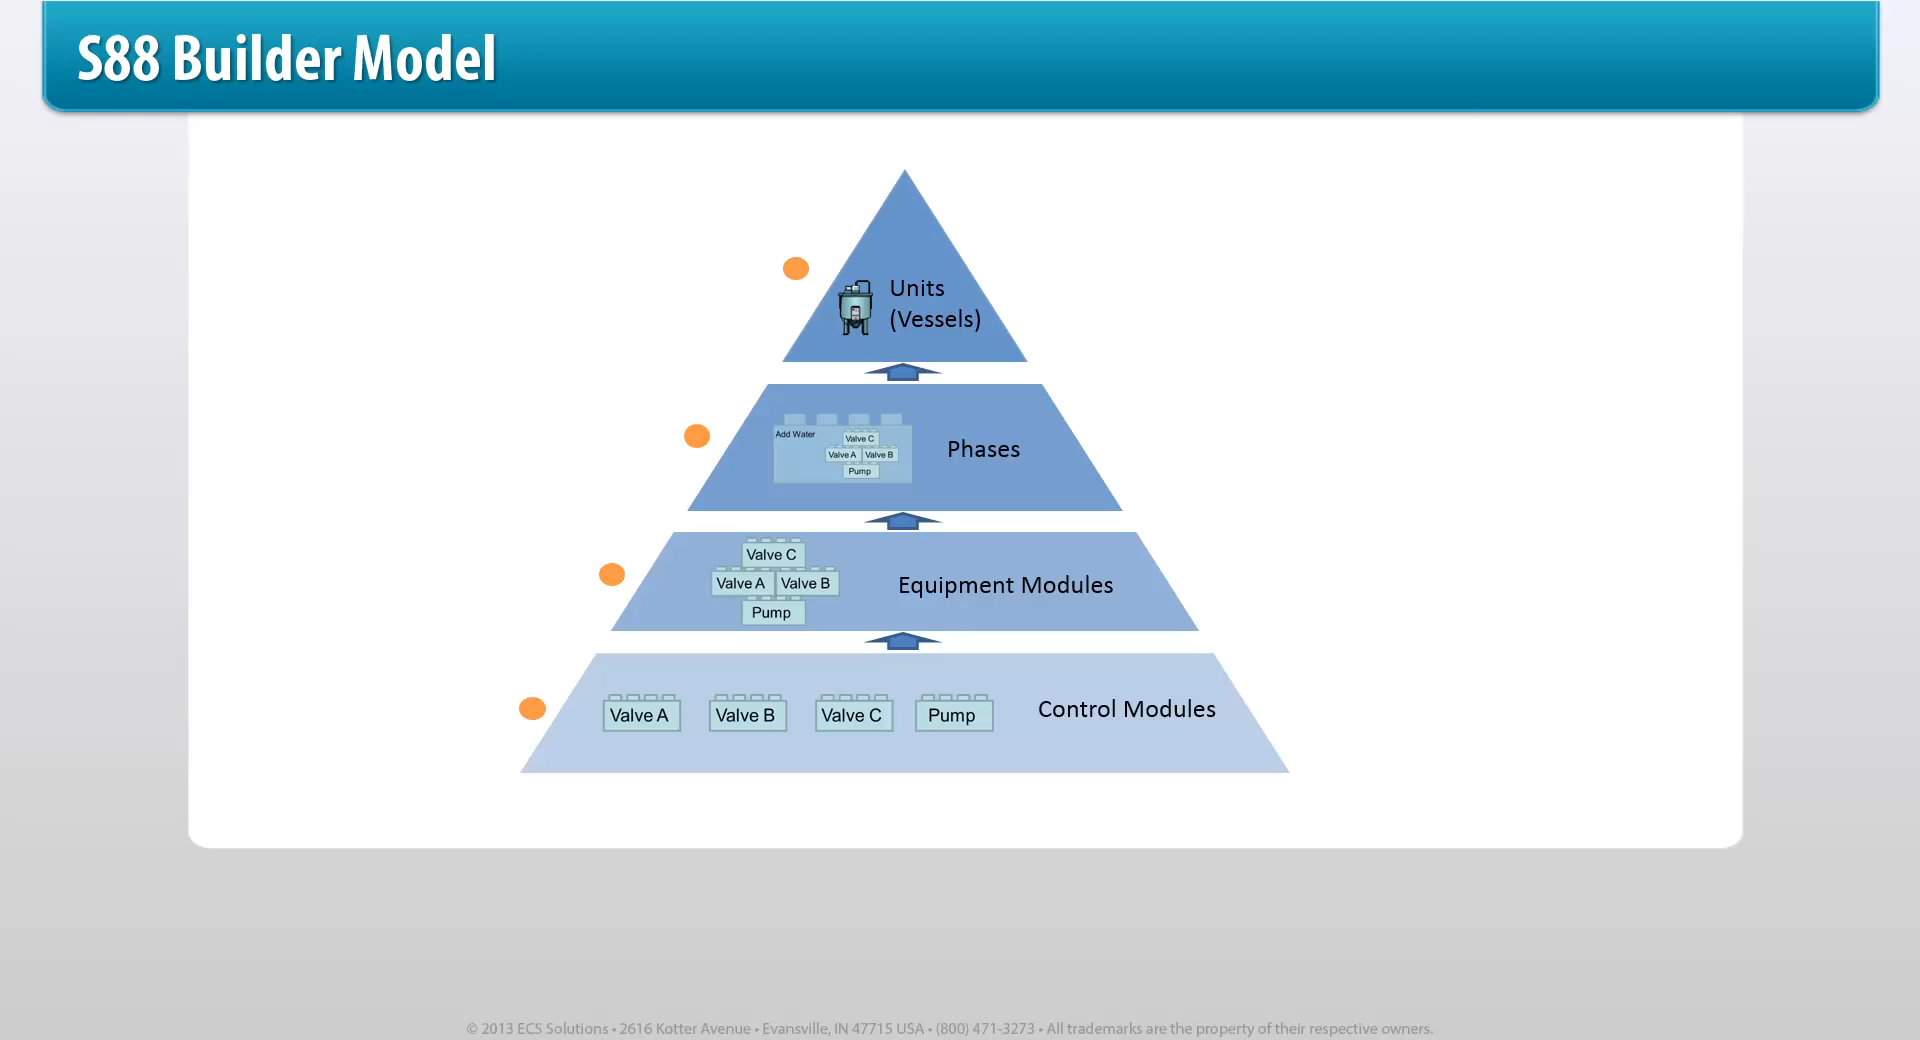 S88 Builder Model
Units
(Vessels)
Add Water
Valve C
Valve A
Valve B
Pump
Phases
Valve C
Valve A
Valve B
Pump
Equipment Modules
Valve A
Valve B
Valve C
Pump
Control Modules
© 2013 ECS Solutions • 2616 Kotter Avenue • Evansville, IN 47715 USA • (800) 471-3273 • All trademarks are the property of their respective owners.